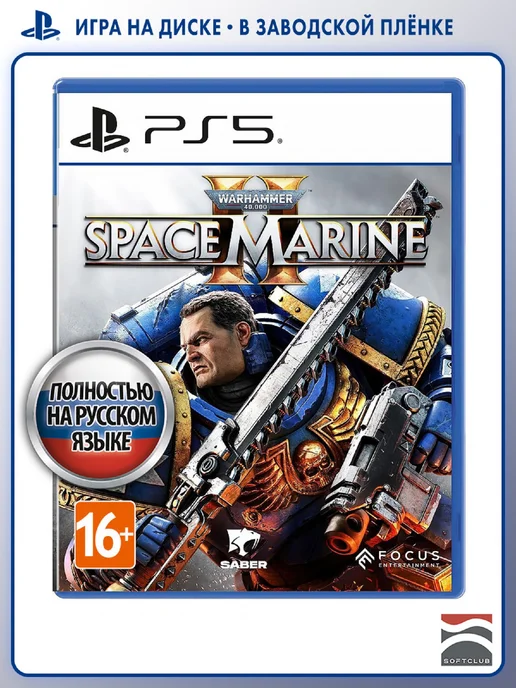 ИГРА НА ДИСКЕ • В ЗАВОДСКОЙ ПЛЁНКЕ
PS5
WARHAMMER
40,000
SPACE MARINE
II
ПОЛНОСТЬЮ
НА РУССКОМ
ЯЗЫКЕ
16+
SABER
FOCUS
ENTERTAINMENT
SOFTCLUB